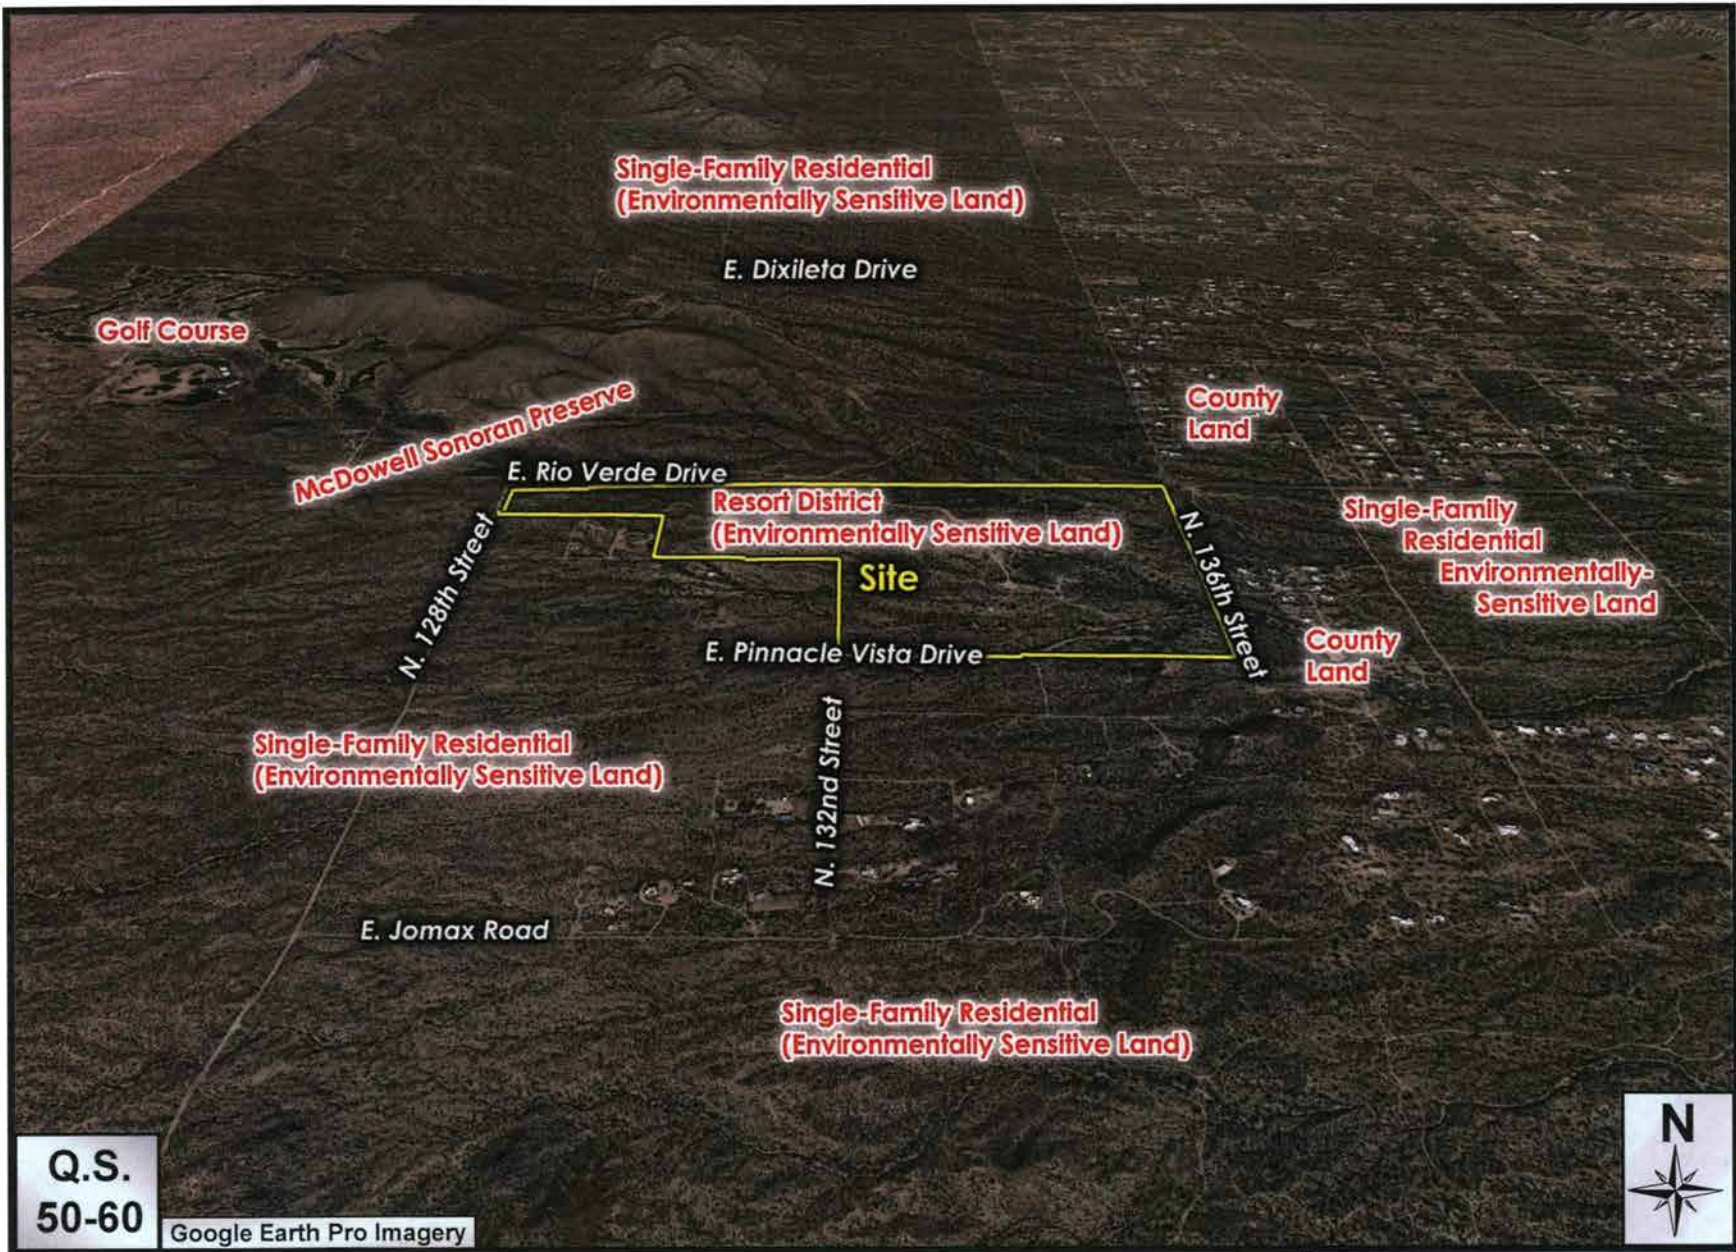 Single-Family Residential
(Environmentally Sensitive Land)
E. Dixileta Drive
Golf Course
McDowell Sonoran Preserve
County
Land
E. Rio Verde Drive
Resort District
(Environmentally Sensitive Land)
Single-Family
Residential
Environmentally-
Sensitive Land
N. 128th Street
N. 136th Street
Site
E. Pinnacle Vista Drive
County
Land
N. 132nd Street
Single-Family Residential
(Environmentally Sensitive Land)
E. Jomax Road
Single-Family Residential
(Environmentally Sensitive Land)
Q.S.
50-60
Google Earth Pro Imagery
N